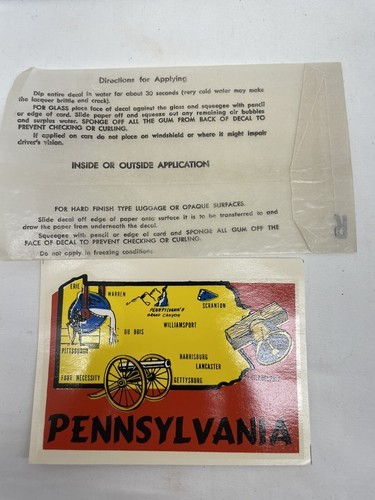 Directions for Applying
Dip entire decal in water for about 30 seconds (very cold water may make
the lacquer brittle and crack).
FOR GLASS place face of decal against the glass and squeegee with pencil
or edge of card. Slide paper off and squeeze out any remaining air bubbles
and surplus water. SPONGE OFF ALL THE GUM FROM BACK OF DECAL TO
PREVENT CHECKING OR CURLING.
If applied on cars do not place on windshield or where it might impair
driver's vision.
INSIDE OR OUTSIDE APPLICATION
FOR HARD FINISH TYPE LUGGAGE OR OPAQUE SURFACES.
Slide decal off edge of paper onto surface it is to be transferred to and
draw the paper from underneath the decal.
Squeegee with pencil or edge of card and SPONGE ALL GUM OFF THE
FACE OF DECAL TO PREVENT CHECKING OR CURLING.
Do not apply in freezing conditions.
ERIE
WARREN
PENNSYLVANIA'S
GRAND CANYON
SCRANTON
DU BOIS
WILLIAMSPORT
PITTSBURGH
HARRISBURG
LANCASTER
FORT NECESSITY
GETTYSBURG
PENNSYLVANIA